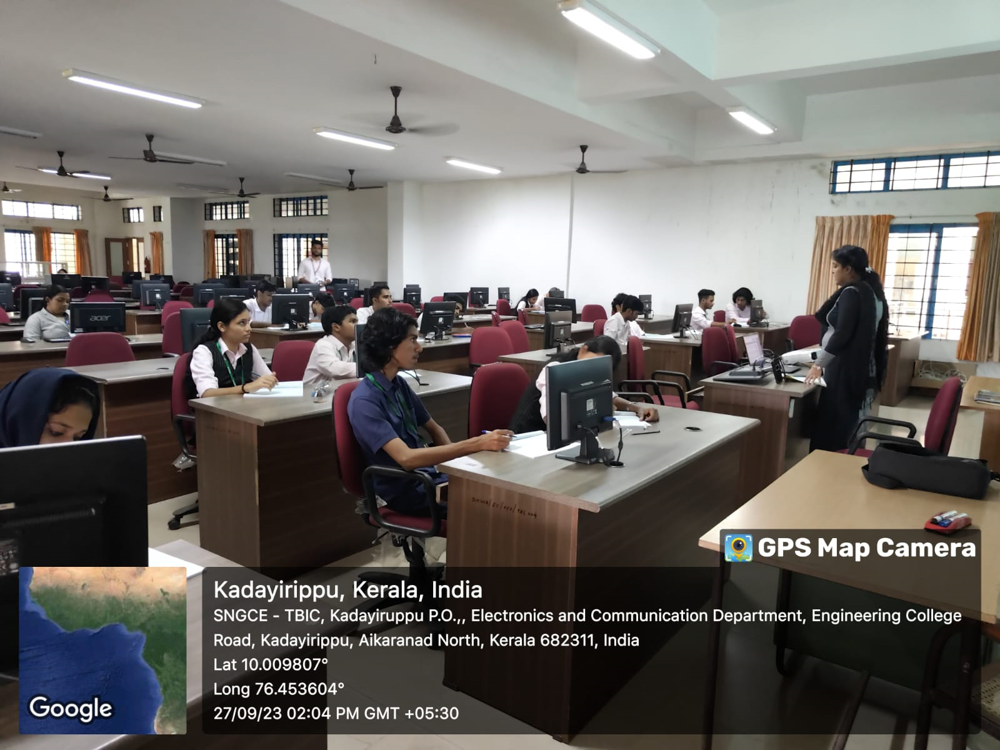 acer
GPS Map Camera
Kadayirippu, Kerala, India
SNGCE - TBIC, Kadayiruppu P.O.,, Electronics and Communication Department, Engineering College
Road, Kadayirippu, Aikaranad North, Kerala 682311, India
Lat 10.009807°
Long 76.453604°
27/09/23 02:04 PM GMT +05:30
Google